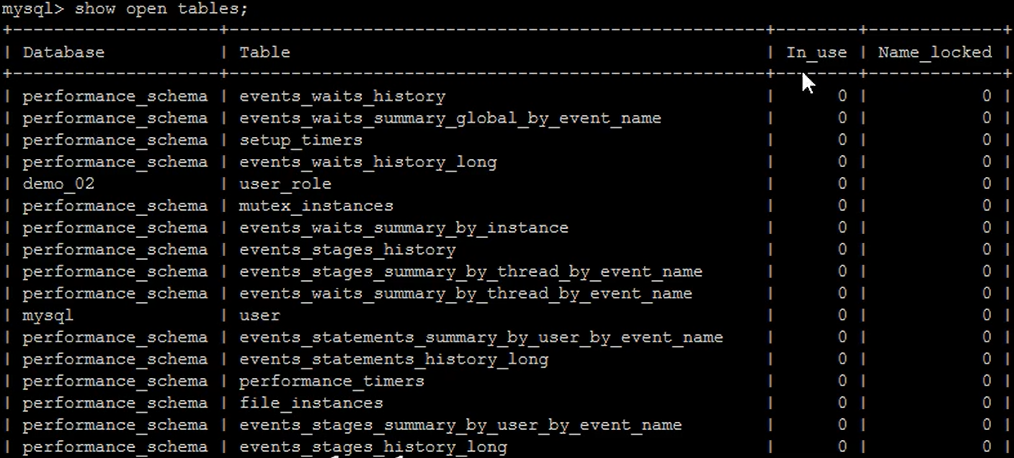 mysql> show open tables;
+--------------------+------------------------------------------------------+--------+-------------+
| Database | Table | In_use | Name_locked |
+--------------------+------------------------------------------------------+--------+-------------+
| performance_schema | events_waits_history | 0 | 0 |
| performance_schema | events_waits_summary_global_by_event_name | 0 | 0 |
| performance_schema | setup_timers | 0 | 0 |
| performance_schema | events_waits_history_long | 0 | 0 |
| demo_02 | user_role | 0 | 0 |
| performance_schema | mutex_instances | 0 | 0 |
| performance_schema | events_waits_summary_by_instance | 0 | 0 |
| performance_schema | events_stages_history | 0 | 0 |
| performance_schema | events_stages_summary_by_thread_by_event_name | 0 | 0 |
| performance_schema | events_waits_summary_by_thread_by_event_name | 0 | 0 |
| mysql | user | 0 | 0 |
| performance_schema | events_statements_summary_by_user_by_event_name | 0 | 0 |
| performance_schema | events_statements_history_long | 0 | 0 |
| performance_schema | performance_timers | 0 | 0 |
| performance_schema | file_instances | 0 | 0 |
| performance_schema | events_stages_summary_by_user_by_event_name | 0 | 0 |
| performance_schema | events_stages_history_long | 0 | 0 |